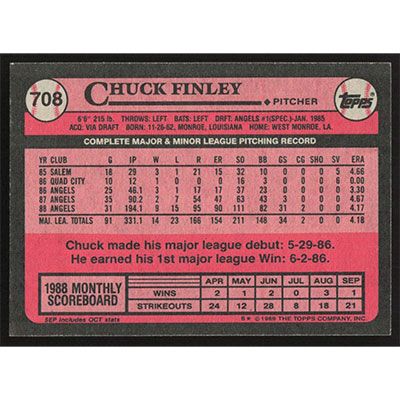 708
CHUCK FINLEY
♦PITCHER
Topps
6'6" 215 lb. THROWS: LEFT BATS: LEFT DRFT: ANGELS #1(SPEC.)-JAN. 1985
ACQ: VIA DRAFT BORN: 11-26-62, MONROE, LOUISIANA HOME: WEST MONROE, LA.
COMPLETE MAJOR & MINOR LEAGUE PITCHING RECORD
YR CLUB G IP W L R ER SO BB GS CG SHO SV ERA
85 SALEM 18 29 3 1 17 15 32 10 0 0 0 5 4.66
86 QUAD CITY 10 12 1 0 0 0 16 3 0 0 0 6 0.00
86 ANGELS 25 46.1 3 1 17 17 37 23 0 0 0 0 3.30
87 ANGELS 35 90.2 2 7 54 47 63 43 3 0 0 0 4.67
88 ANGELS 31 194.1 9 15 95 90 111 82 31 2 0 0 4.17
MAJ. LEA. TOTALS 91 331.1 14 23 166 154 211 148 34 2 0 0 4.18
Chuck made his major league debut: 5-29-86.
He earned his 1st major league Win: 6-2-86.
1988 MONTHLY SCOREBOARD
APR MAY JUN JUL AUG SEP
WINS 2 1 2 2 1 1
STRIKEOUTS 24 12 28 8 18 21
SEP includes OCT stats
© 1989 THE TOPPS COMPANY, INC.